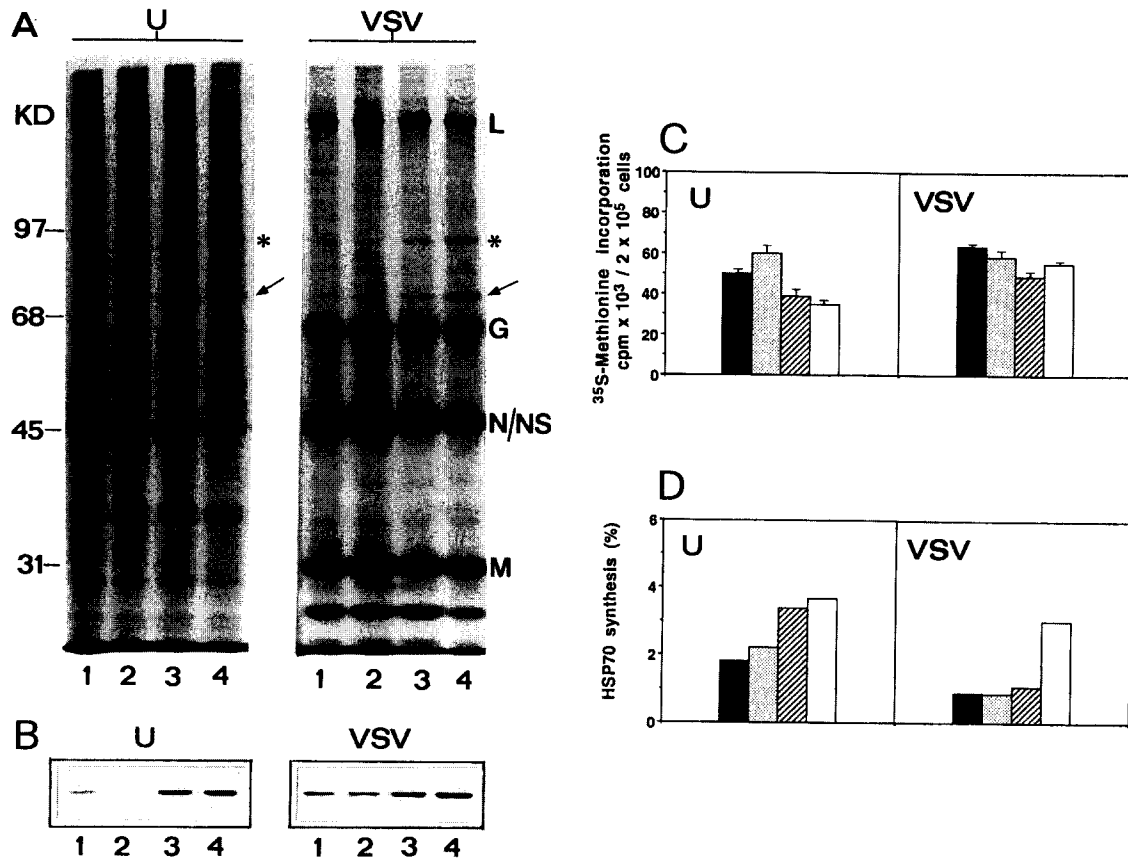 A
U
VSV
KD
97
68
45
31
*
*
L
G
N/NS
M
1 2 3 4
1 2 3 4
B
U
VSV
1 2 3 4
1 2 3 4
C
35S-Methionine incorporation
cpm x 10³ / 2 x 10⁵ cells
100
80
60
40
20
0
U
VSV
D
HSP70 synthesis (%)
6
4
2
0
U
VSV